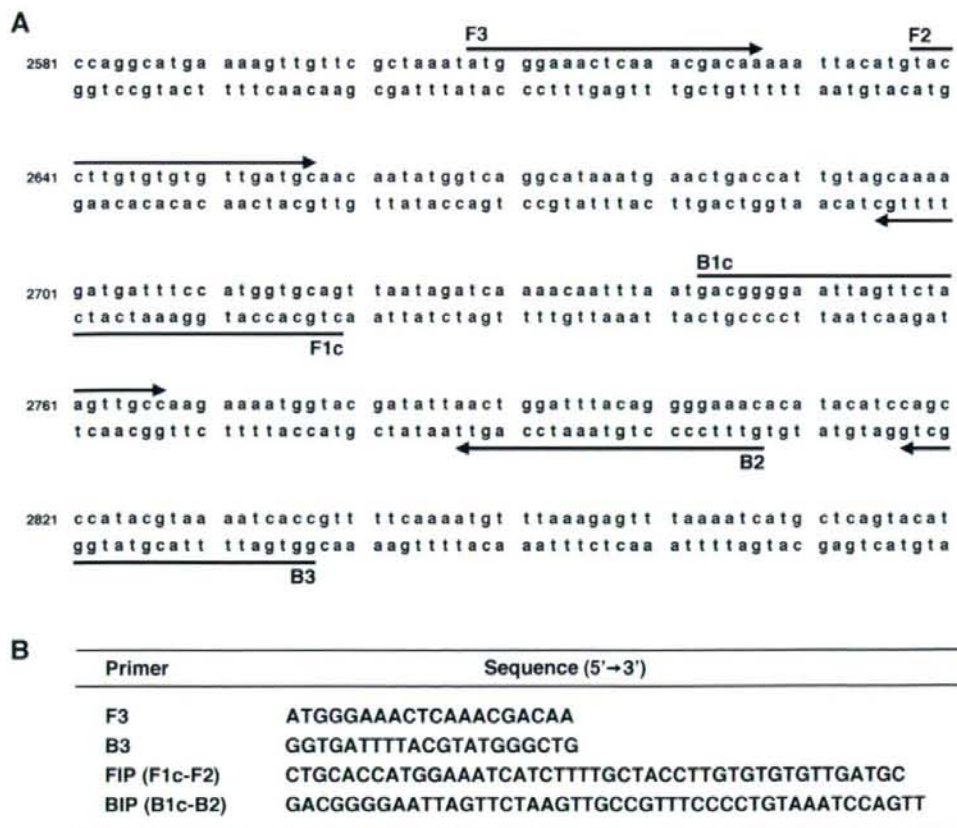 A
F3 F2
2581 ccaggcatga aaagttgttc gctaaatatg ggaaactcaa acgacaaaaa ttacatgtac
ggtccgtact tttcaacaag cgatttatac cctttgagtt tgctgttttt aatgtacatg
2641 cttgtgtgtg ttgatgcaac aatatggtca ggcataaatg aactgaccat tgtagcaaaa
gaacacacac aactacgttg ttataccagt ccgtatttac ttgactggta acatcgtttt
B1c
2701 gatgatttcc atggtgcagt taatagatca aaacaattta atgacgggga attagttcta
ctactaaagg taccacgtca attatctagt tttgttaaat tactgcccct taatcaagat
F1c
2761 agttgccaag aaaatggtac gatattaact ggatttacag gggaaacaca tacatccagc
tcaacggttc ttttaccatg ctataattga cctaaatgtc ccctttgtgt atgtaggtcg
B2
2821 ccatacgtaa aatcaccgtt ttcaaaatgt ttaaagagtt taaaatcatg ctcagtacat
ggtatgcatt ttagtggcaa aagttttaca aatttctcaa attttagtac gagtcatgta
B3
B
Primer Sequence (5'→3')
F3 ATGGGAAACTCAAACGACAA
B3 GGTGATTTTACGTATGGGCTG
FIP (F1c-F2) CTGCACCATGGAAATCATCTTTTGCTACCTTGTGTGTGTTGATGC
BIP (B1c-B2) GACGGGGAATTAGTTCTAAGTTGCCGTTTCCCCTGTAAATCCAGTT